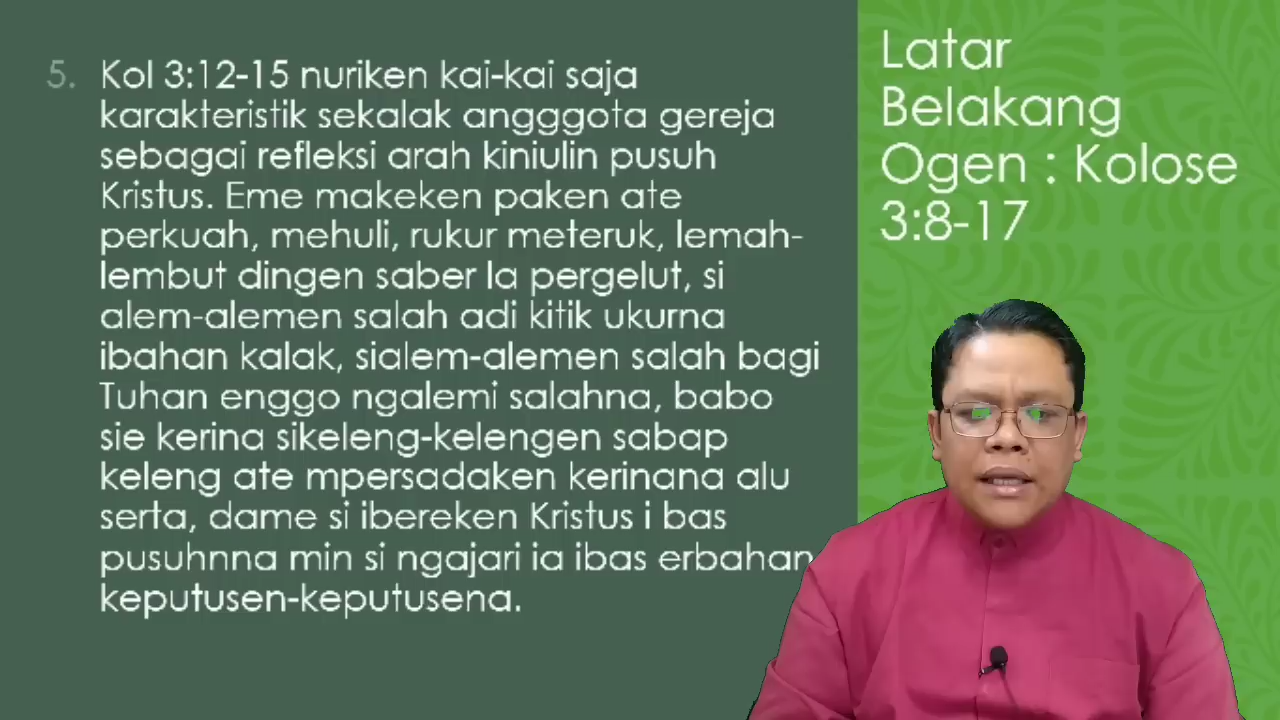 5. Kol 3:12-15 nuriken kai-kai saja
karakteristik sekalak angggota gereja
sebagai refleksi arah kiniulin pusuh
Kristus. Eme makeken paken ate
perkuah, mehuli, rukur meteruk, lemah-
lembut dingen saber la pergelut, si
alem-alemen salah adi kitik ukurna
ibahan kalak, sialem-alemen salah bagi
Tuhan enggo ngalemi salahna, babo
sie kerina sikeleng-kelengen sabap
keleng ate mpersadaken kerinana alu
serta, dame si ibereken Kristus i bas
pusuhnna min si ngajari ia ibas erbahan
keputusen-keputusena.
Latar
Belakang
Ogen : Kolose
3:8-17